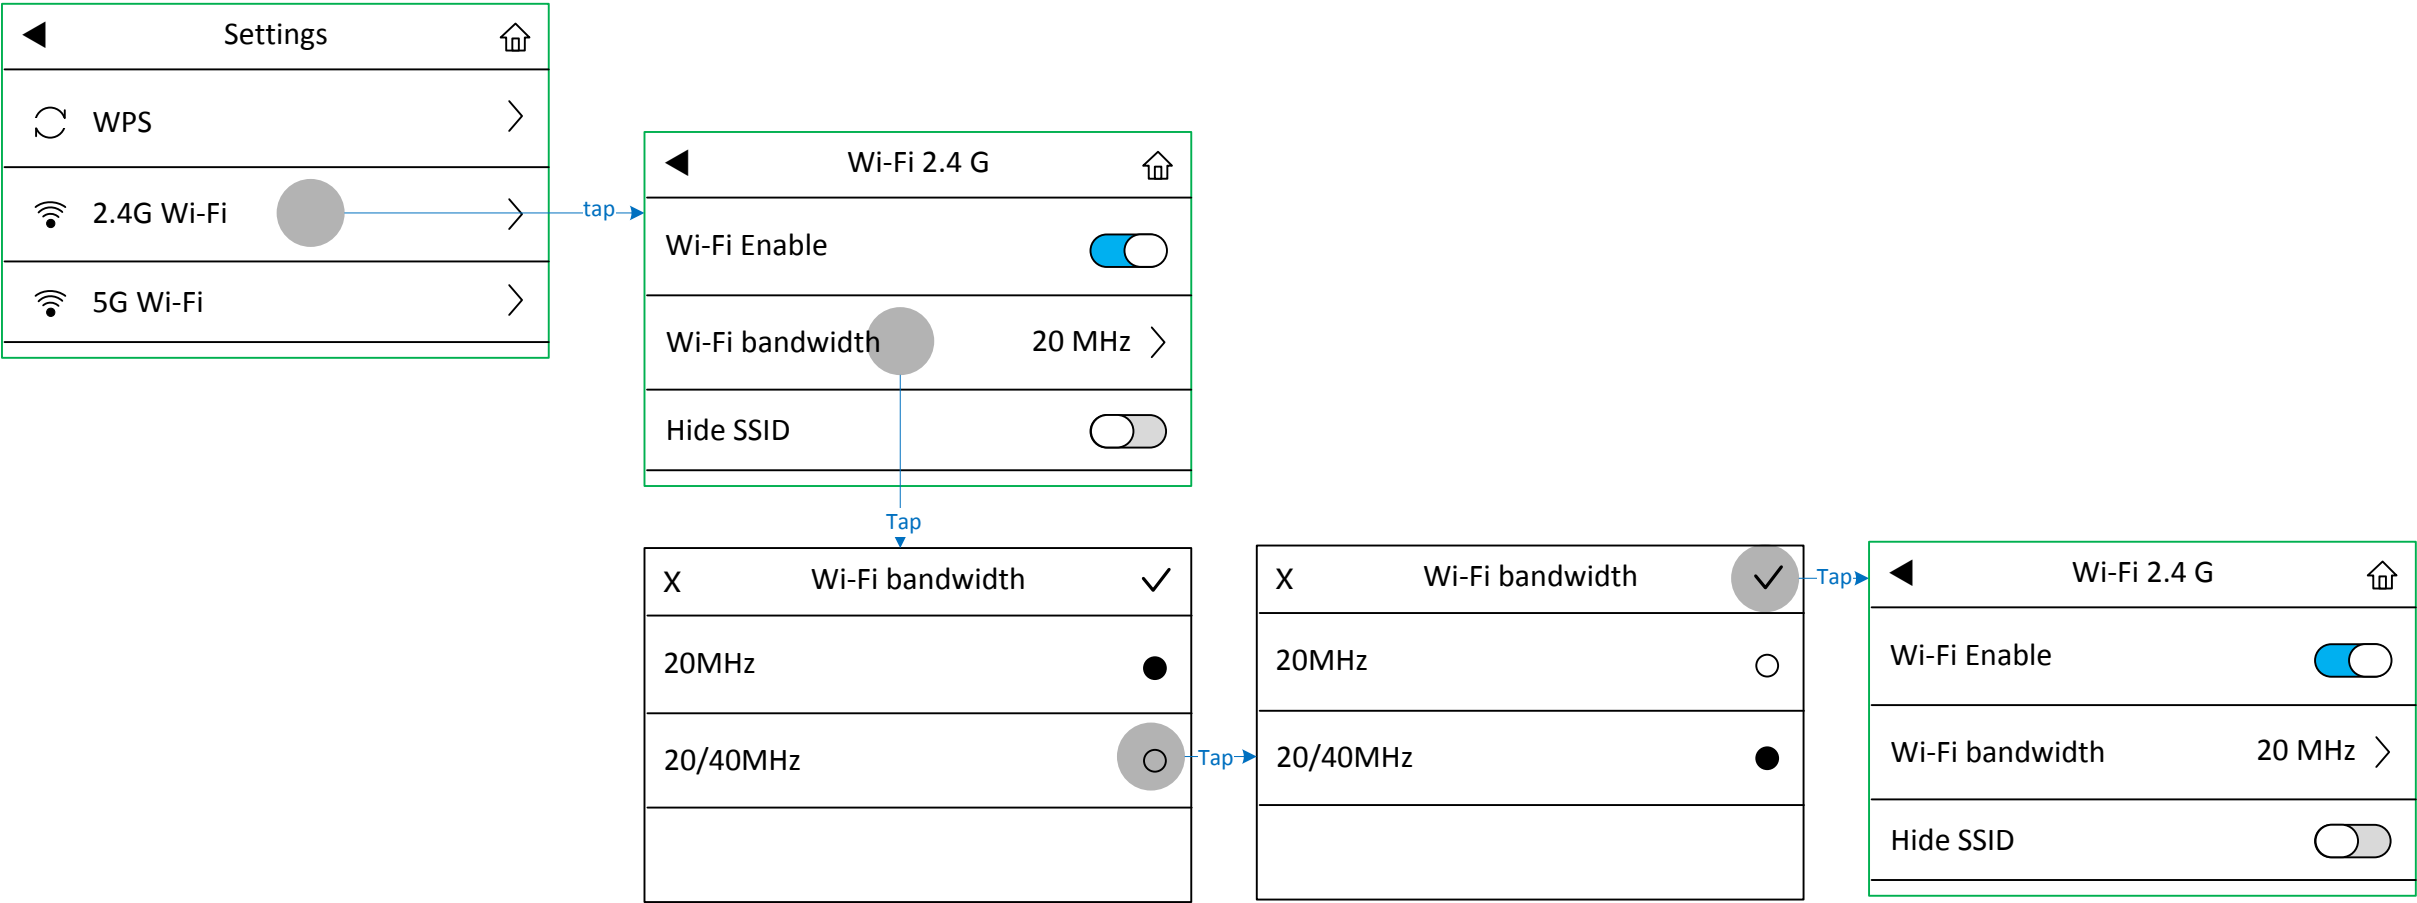 Settings
WPS
2.4G Wi-Fi
5G Wi-Fi
tap
Wi-Fi 2.4 G
Wi-Fi Enable
Wi-Fi bandwidth 20 MHz
Hide SSID
Tap
X Wi-Fi bandwidth
20MHz
20/40MHz
Tap
X Wi-Fi bandwidth
20MHz
20/40MHz
Tap
Wi-Fi 2.4 G
Wi-Fi Enable
Wi-Fi bandwidth 20 MHz
Hide SSID